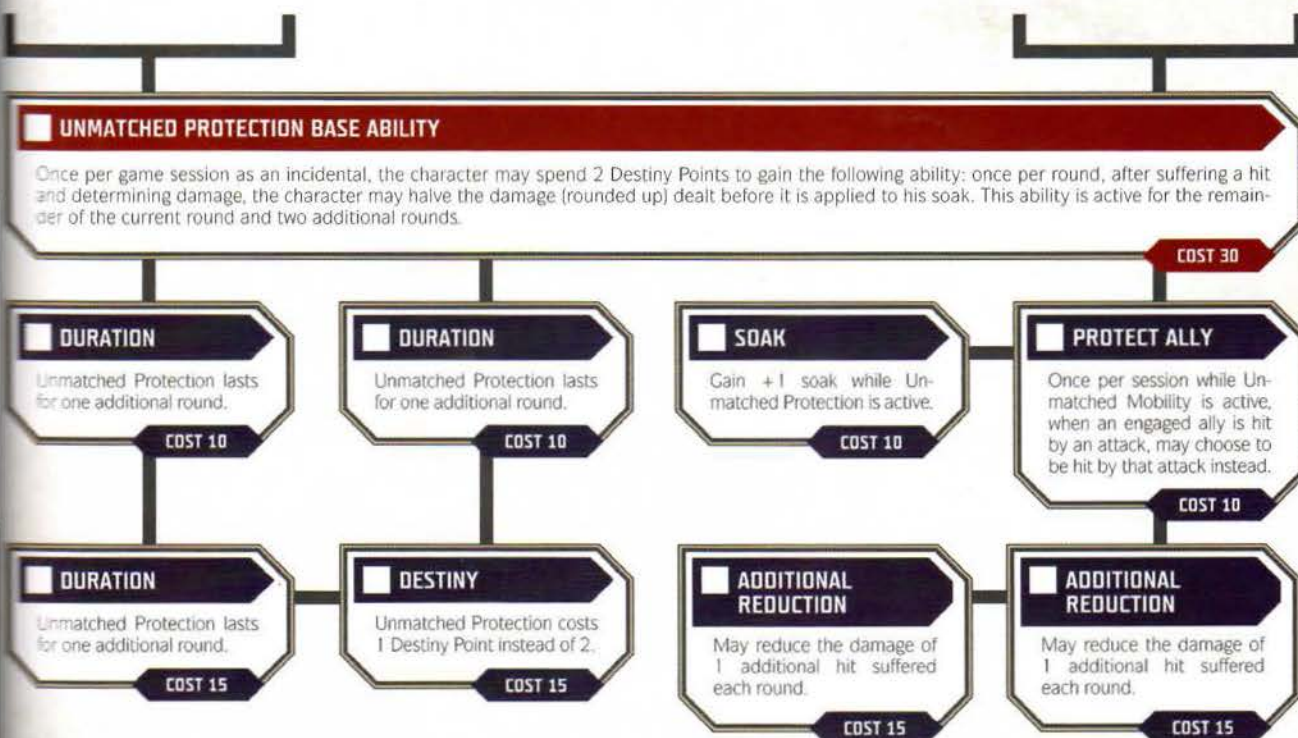 UNMATCHED PROTECTION BASE ABILITY
Once per game session as an incidental, the character may spend 2 Destiny Points to gain the following ability: once per round, after suffering a hit
and determining damage, the character may halve the damage (rounded up) dealt before it is applied to his soak. This ability is active for the remain-
der of the current round and two additional rounds.
COST 30
DURATION
Unmatched Protection lasts
for one additional round.
COST 10
DURATION
Unmatched Protection lasts
for one additional round.
COST 10
SOAK
Gain +1 soak while Un-
matched Protection is active.
COST 10
PROTECT ALLY
Once per session while Un-
matched Mobility is active,
when an engaged ally is hit
by an attack, may choose to
be hit by that attack instead.
COST 10
DURATION
Unmatched Protection lasts
for one additional round.
COST 15
DESTINY
Unmatched Protection costs
1 Destiny Point instead of 2.
COST 15
ADDITIONAL
REDUCTION
May reduce the damage of
1 additional hit suffered
each round.
COST 15
ADDITIONAL
REDUCTION
May reduce the damage of
1 additional hit suffered
each round.
COST 15